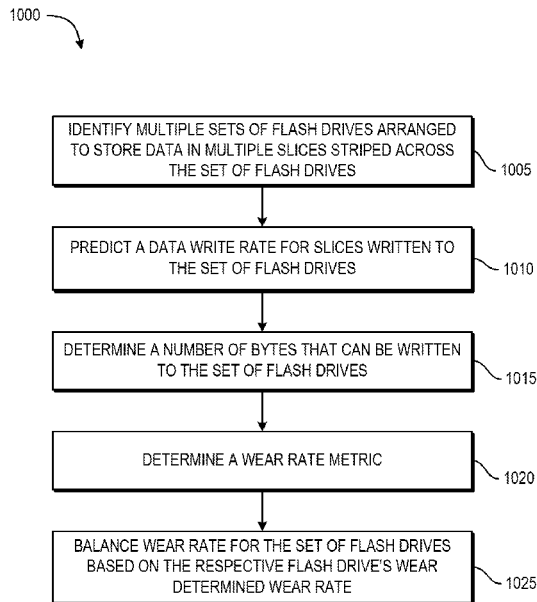 1000
IDENTIFY MULTIPLE SETS OF FLASH DRIVES ARRANGED
TO STORE DATA IN MULTIPLE SLICES STRIPED ACROSS
THE SET OF FLASH DRIVES
1005
PREDICT A DATA WRITE RATE FOR SLICES WRITTEN TO
THE SET OF FLASH DRIVES
1010
DETERMINE A NUMBER OF BYTES THAT CAN BE WRITTEN
TO THE SET OF FLASH DRIVES
1015
DETERMINE A WEAR RATE METRIC
1020
BALANCE WEAR RATE FOR THE SET OF FLASH DRIVES
BASED ON THE RESPECTIVE FLASH DRIVE'S WEAR
DETERMINED WEAR RATE
1025